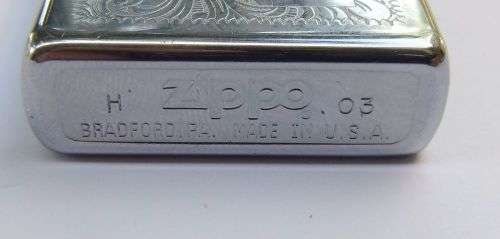 H Zippo . 03
BRADFORD, PA. MADE IN U.S.A.